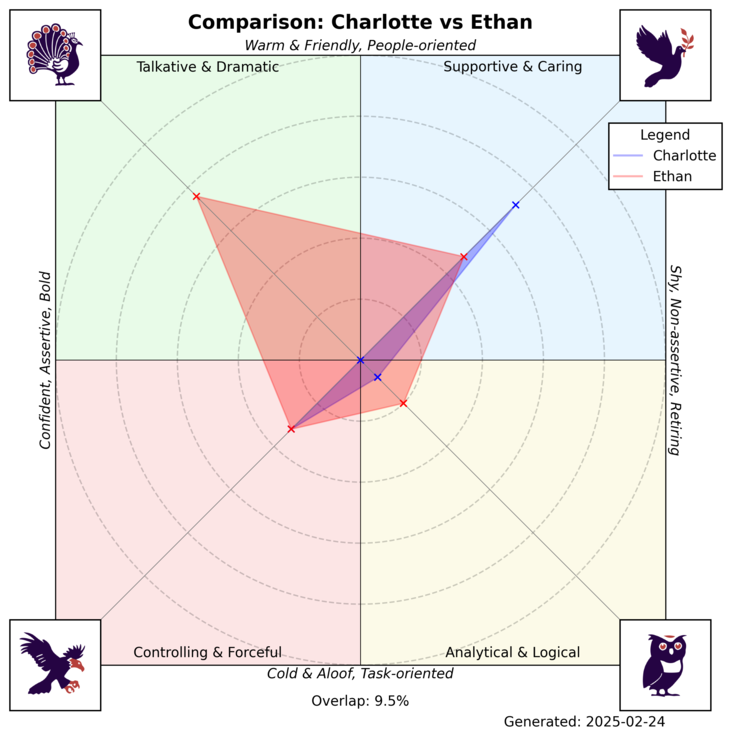 Comparison: Charlotte vs Ethan
Warm & Friendly, People-oriented
Talkative & Dramatic
Supportive & Caring
Legend
Charlotte
Ethan
Confident, Assertive, Bold
Shy, Non-assertive, Retiring
Controlling & Forceful
Analytical & Logical
Cold & Aloof, Task-oriented
Overlap: 9.5%
Generated: 2025-02-24